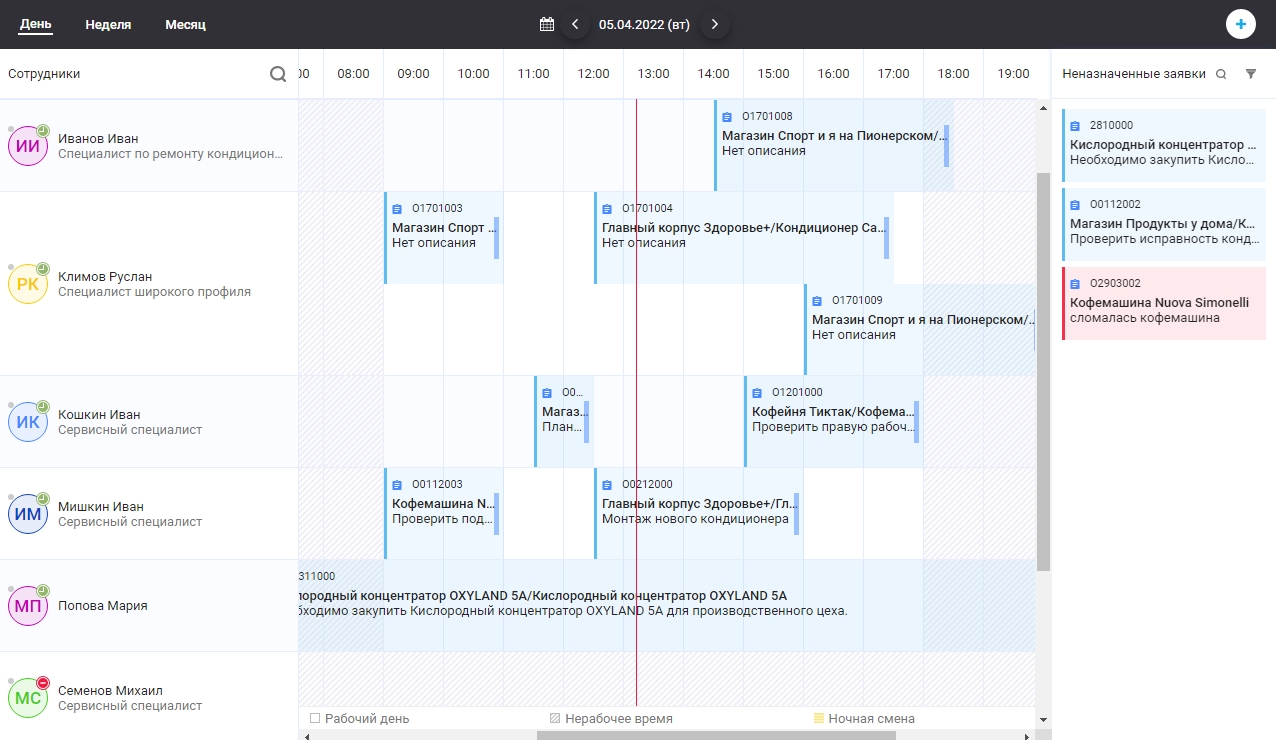 День Неделя Месяц 05.04.2022 (вт)
Сотрудники 00 08:00 09:00 10:00 11:00 12:00 13:00 14:00 15:00 16:00 17:00 18:00 19:00 Неназначенные заявки
ИИ
Иванов Иван
Специалист по ремонту кондицион...
О1701008
Магазин Спорт и я на Пионерском/...
Нет описания
РК
Климов Руслан
Специалист широкого профиля
О1701003
Магазин Спорт ...
Нет описания
О1701004
Главный корпус Здоровье+/Кондиционер Са...
Нет описания
О1701009
Магазин Спорт и я на Пионерском/...
Нет описания
ИК
Кошкин Иван
Сервисный специалист
О0...
Магаз...
План...
О1201000
Кофейня Тиктак/Кофема...
Проверить правую рабоч...
ИМ
Мишкин Иван
Сервисный специалист
О0112003
Кофемашина N...
Проверить под...
О0212000
Главный корпус Здоровье+/Гл...
Монтаж нового кондиционера
МП
Попова Мария
311000
лородный концентратор OXYLAND 5A/Кислородный концентратор OXYLAND 5A
бходимо закупить Кислородный концентратор OXYLAND 5A для производственного цеха.
МС
Семенов Михаил
Сервисный специалист
Рабочий день Нерабочее время Ночная смена
2810000
Кислородный концентратор ...
Необходимо закупить Кисло...
О0112002
Магазин Продукты у дома/К...
Проверить исправность конд...
О2903002
Кофемашина Nuova Simonelli
сломалась кофемашина